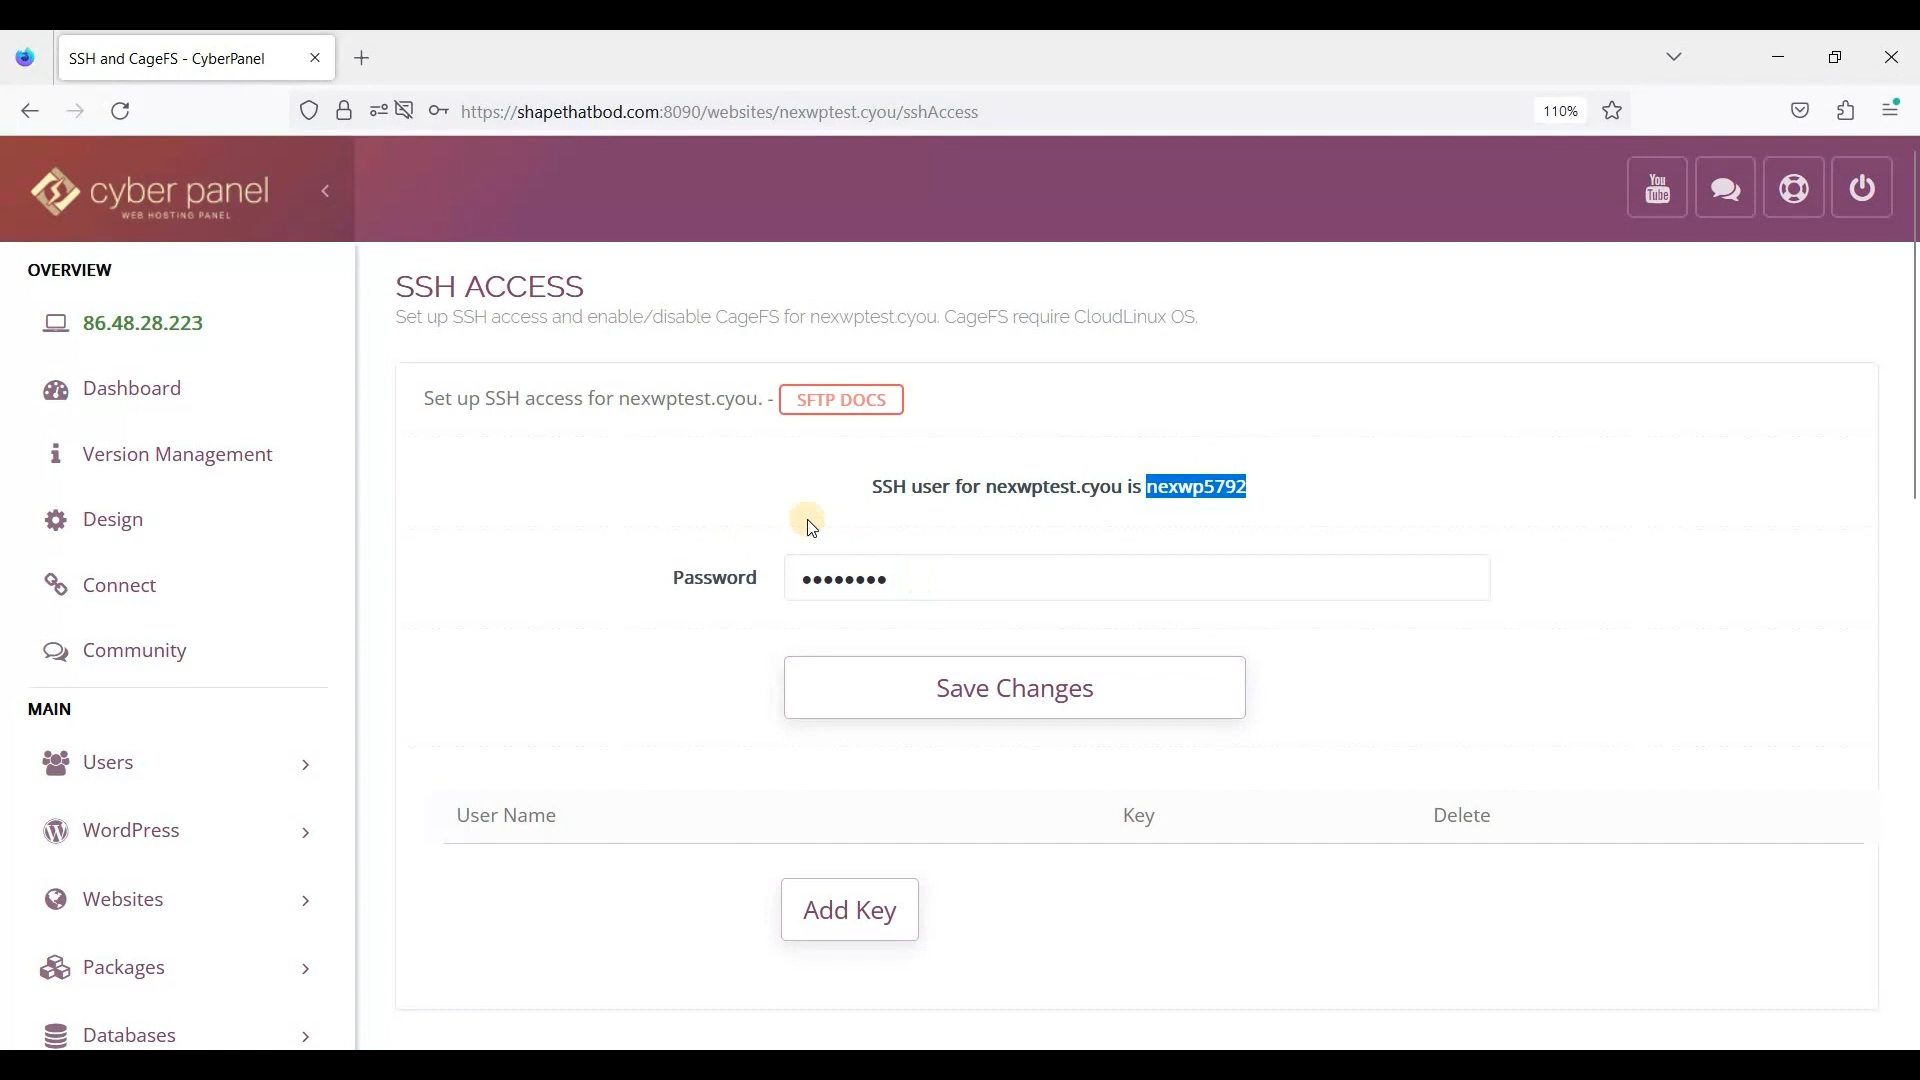 SSH and CageFS - CyberPanel
https://shapethatbod.com:8090/websites/nexwptest.cyou/sshAccess
110%
cyber panel
WEB HOSTING PANEL
You
Tube
OVERVIEW
86.48.28.223
Dashboard
Version Management
Design
Connect
Community
MAIN
Users
WordPress
Websites
Packages
Databases
SSH ACCESS
Set up SSH access and enable/disable CageFS for nexwptest.cyou. CageFS require CloudLinux OS.
Set up SSH access for nexwptest.cyou. - SFTP DOCS
SSH user for nexwptest.cyou is nexwp5792
Password ••••••••
Save Changes
User Name Key Delete
Add Key